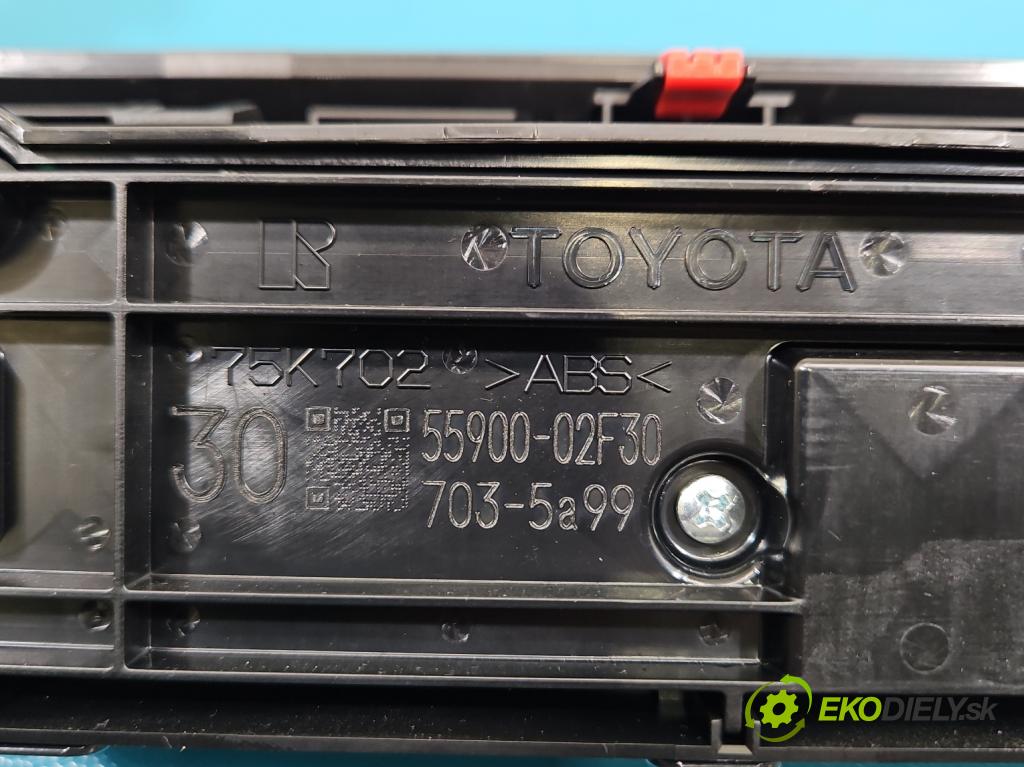 TOYOTA
75K702 >ABS<
30
55900-02F30
703-5a99
EKODIELY.sk